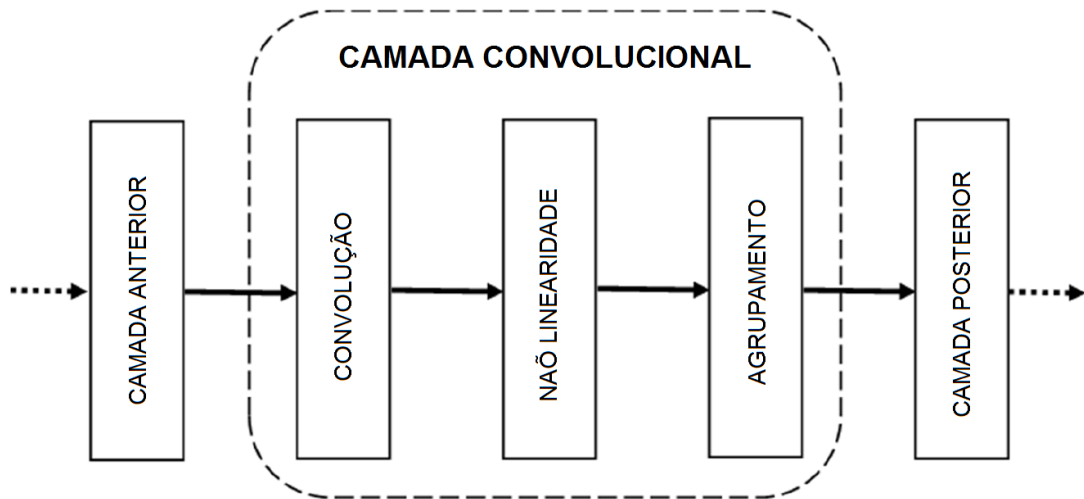 CAMADA CONVOLUCIONAL
CAMADA ANTERIOR
CONVOLUÇÃO
NAÕ LINEARIDADE
AGRUPAMENTO
CAMADA POSTERIOR